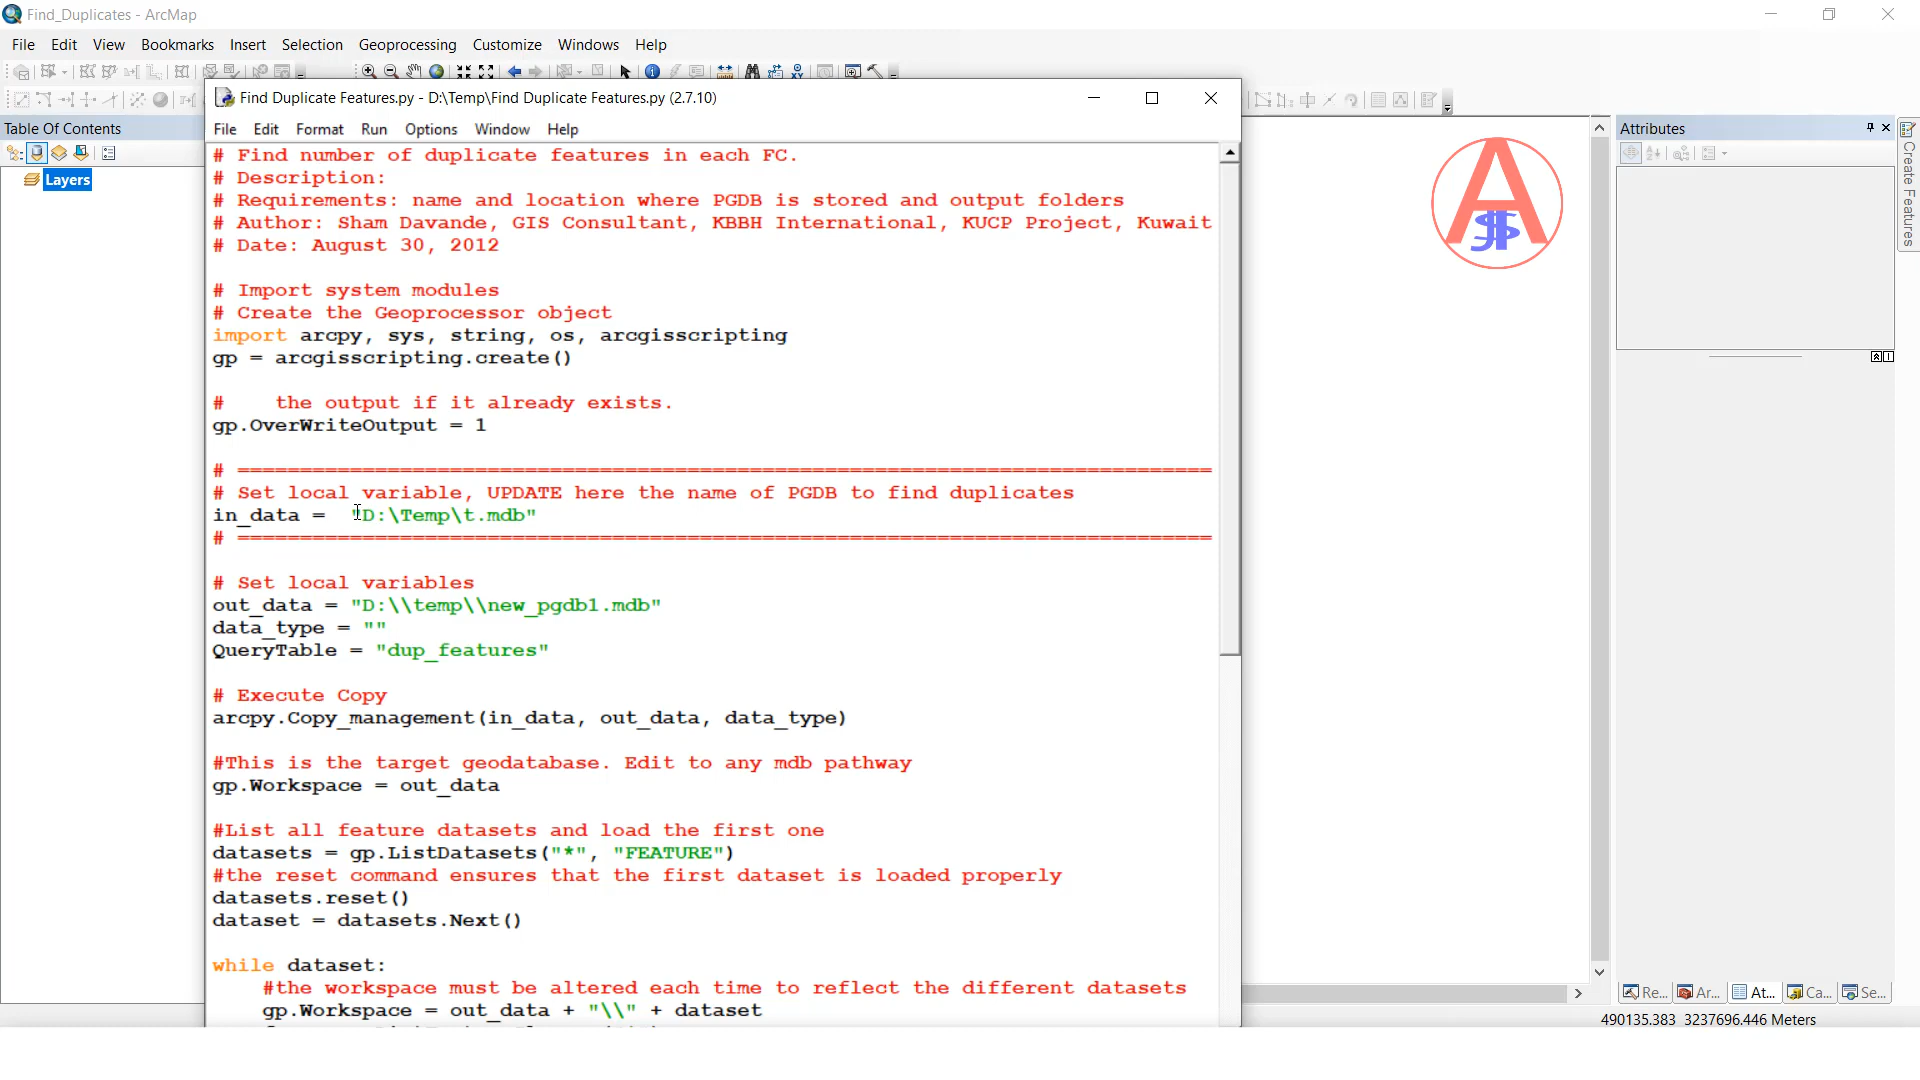 Find_Duplicates - ArcMap
File Edit View Bookmarks Insert Selection Geoprocessing Customize Windows Help
Find Duplicate Features.py - D:\Temp\Find Duplicate Features.py (2.7.10)
File Edit Format Run Options Window Help
Table Of Contents
Layers
# Find number of duplicate features in each FC.
# Description:
# Requirements: name and location where PGDB is stored and output folders
# Author: Sham Davande, GIS Consultant, KBBH International, KUCP Project, Kuwait
# Date: August 30, 2012
# Import system modules
# Create the Geoprocessor object
import arcpy, sys, string, os, arcgisscripting
gp = arcgisscripting.create()
#    the output if it already exists.
gp.OverWriteOutput = 1
# ==============================================================================
# Set local variable, UPDATE here the name of PGDB to find duplicates
in_data =  "D:\Temp\t.mdb"
# ==============================================================================
# Set local variables
out_data = "D:\\temp\\new_pgdb1.mdb"
data_type = ""
QueryTable = "dup_features"
# Execute Copy
arcpy.Copy_management(in_data, out_data, data_type)
#This is the target geodatabase. Edit to any mdb pathway
gp.Workspace = out_data
#List all feature datasets and load the first one
datasets = gp.ListDatasets("*", "FEATURE")
#the reset command ensures that the first dataset is loaded properly
datasets.reset()
dataset = datasets.Next()
while dataset:
    #the workspace must be altered each time to reflect the different datasets
    gp.Workspace = out_data + "\\" + dataset
Attributes
Create Features
Re... Ar... At... Ca... Se...
490135.383 3237696.446 Meters